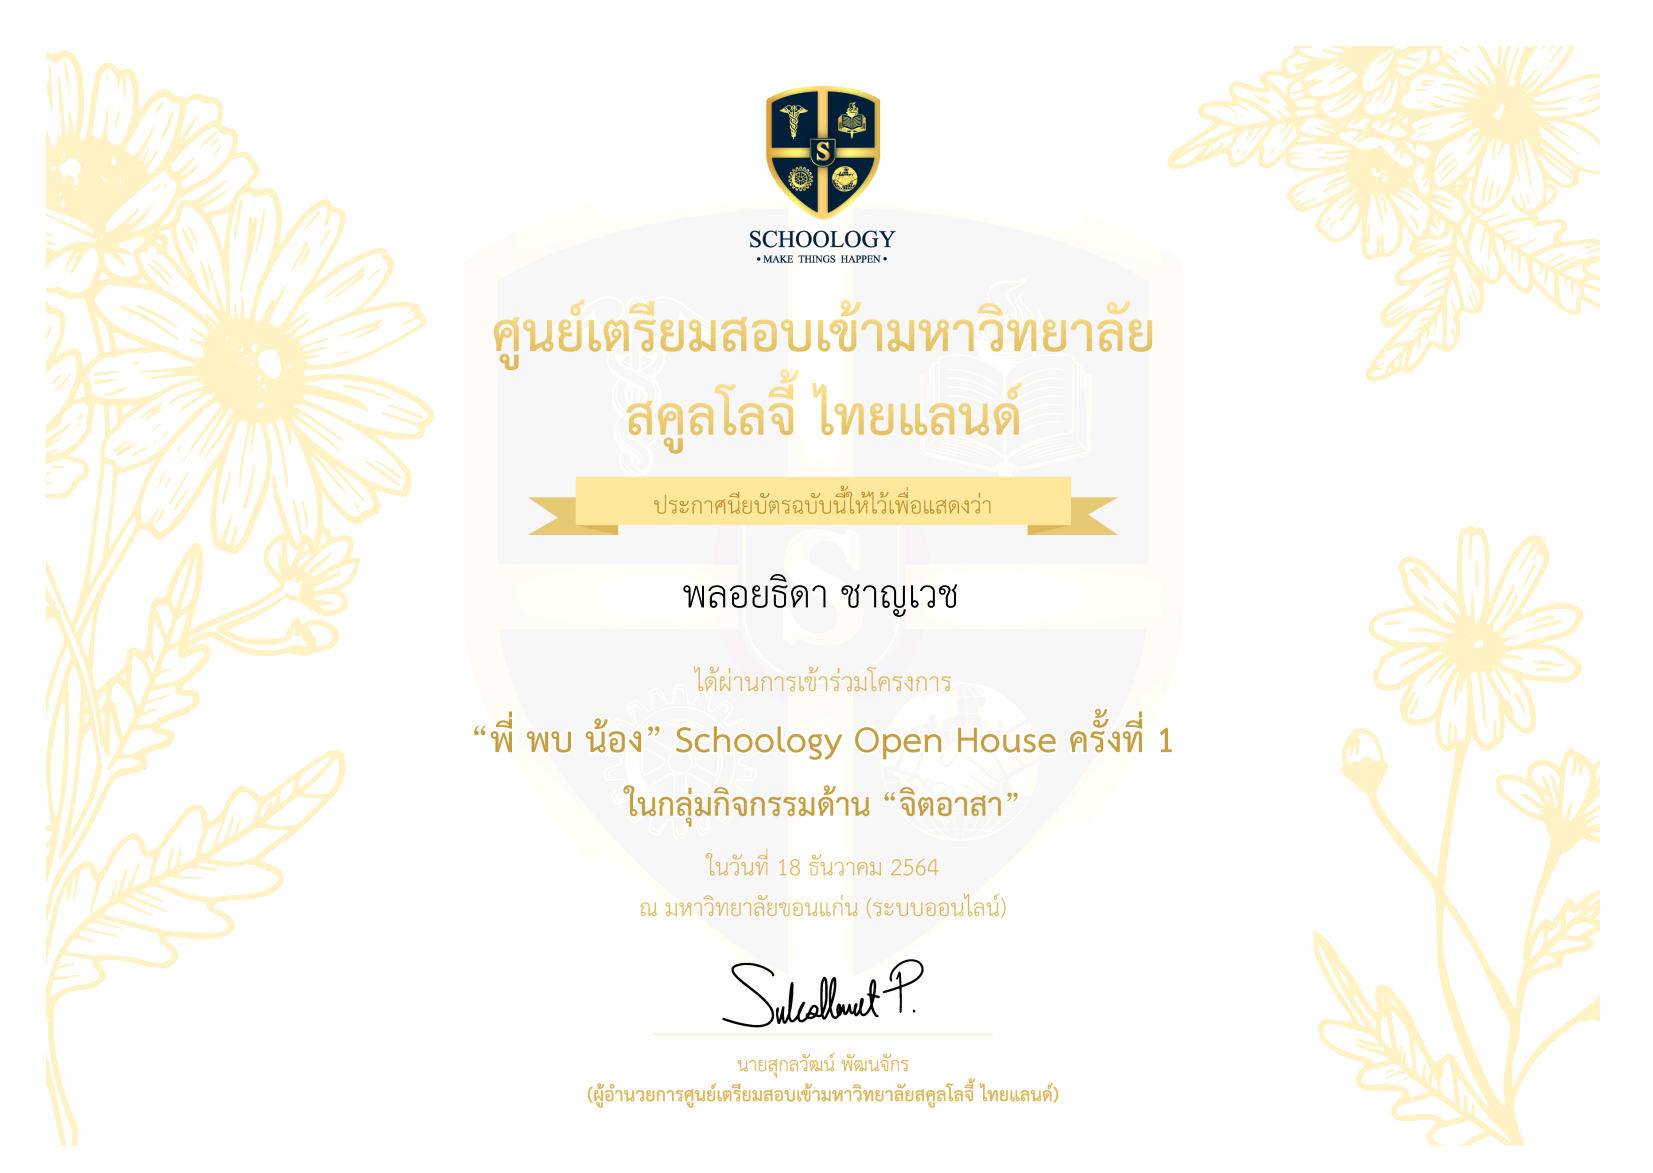 S
SCHOOLOGY
• MAKE THINGS HAPPEN •
ศูนย์เตรียมสอบเข้ามหาวิทยาลัย
สคูลโลจี้ ไทยแลนด์
ประกาศนียบัตรฉบับนี้ให้ไว้เพื่อแสดงว่า
พลอยธิดา ชาญเวช
ได้ผ่านการเข้าร่วมโครงการ
“พี่ พบ น้อง” Schoology Open House ครั้งที่ 1
ในกลุ่มกิจกรรมด้าน “จิตอาสา”
ในวันที่ 18 ธันวาคม 2564
ณ มหาวิทยาลัยขอนแก่น (ระบบออนไลน์)
นายสุกลวัฒน์ พัฒนจักร
(ผู้อำนวยการศูนย์เตรียมสอบเข้ามหาวิทยาลัยสคูลโลจี้ ไทยแลนด์)